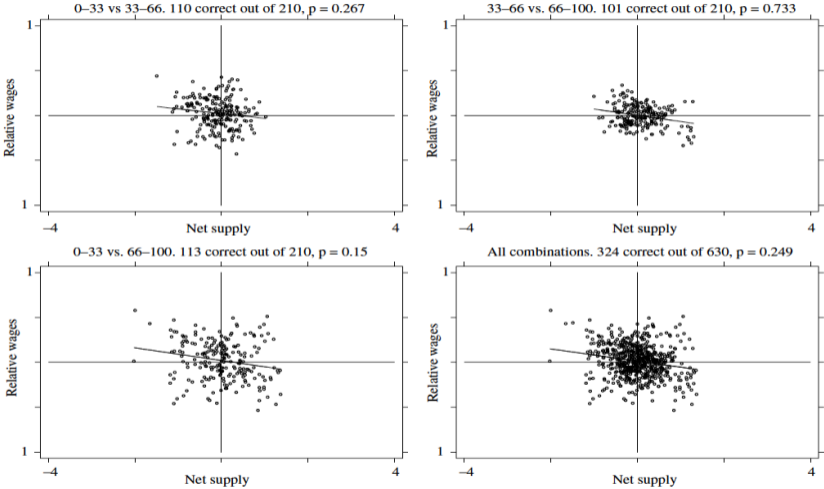 0–33 vs 33–66. 110 correct out of 210, p = 0.267
1
Relative wages
1
–4
Net supply
4
33–66 vs. 66–100. 101 correct out of 210, p = 0.733
1
Relative wages
1
–4
Net supply
4
0–33 vs. 66–100. 113 correct out of 210, p = 0.15
1
Relative wages
1
–4
Net supply
4
All combinations. 324 correct out of 630, p = 0.249
1
Relative wages
1
–4
Net supply
4